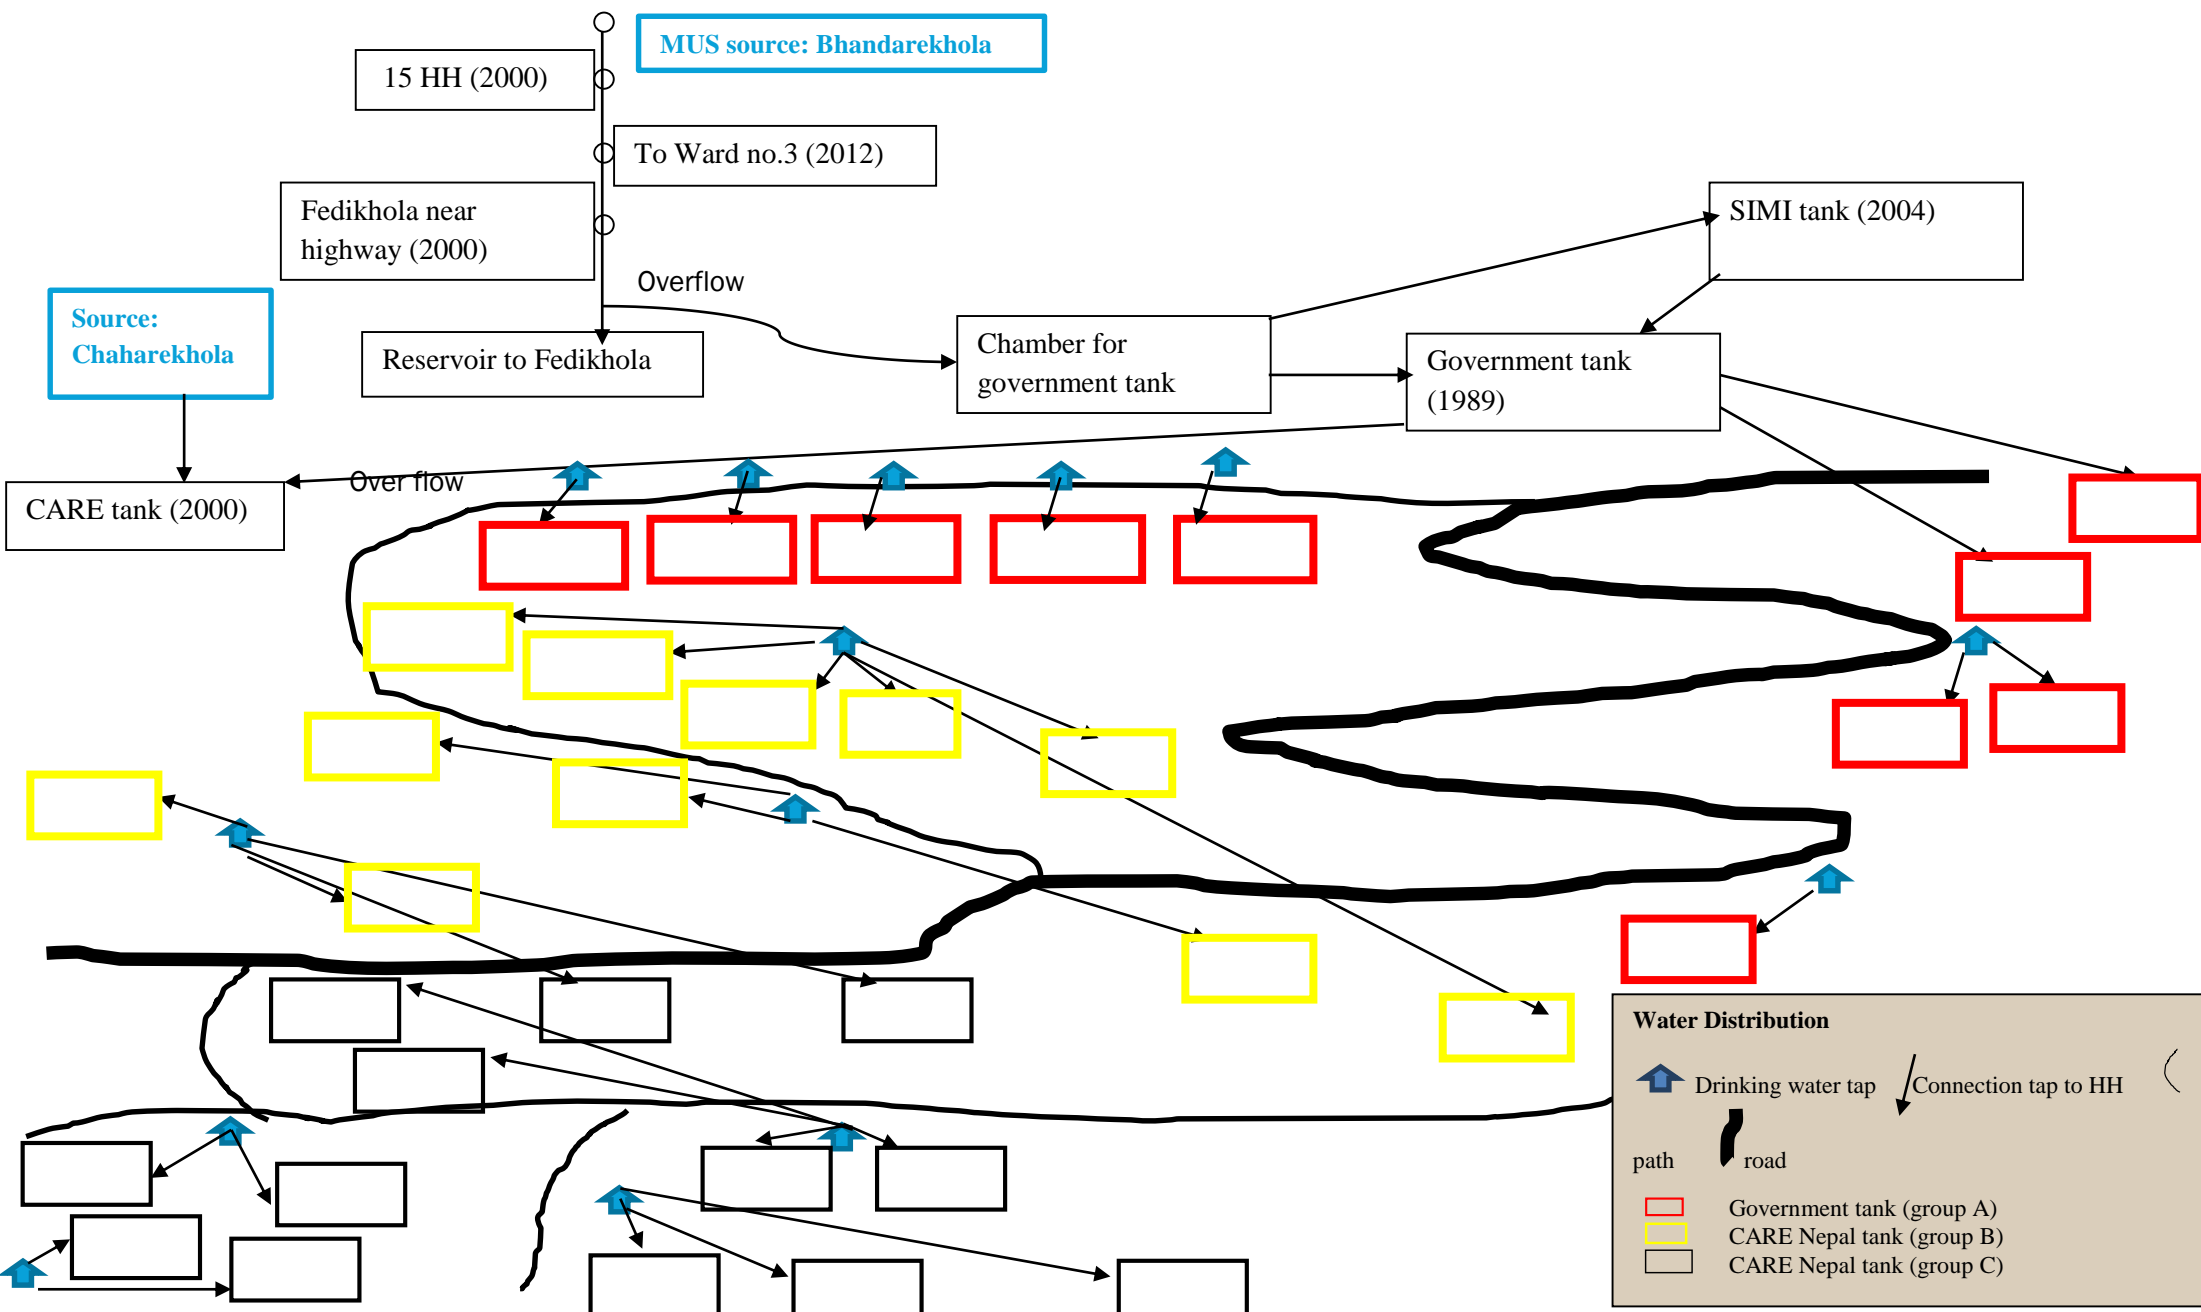 MUS source: Bhandarekhola
15 HH (2000)
To Ward no.3 (2012)
Fedikhola near
highway (2000)
SIMI tank (2004)
Overflow
Source:
Chaharekhola
Reservoir to Fedikhola
Chamber for
government tank
Government tank
(1989)
Over flow
CARE tank (2000)
Water Distribution
Drinking water tap
Connection tap to HH
path
road
Government tank (group A)
CARE Nepal tank (group B)
CARE Nepal tank (group C)